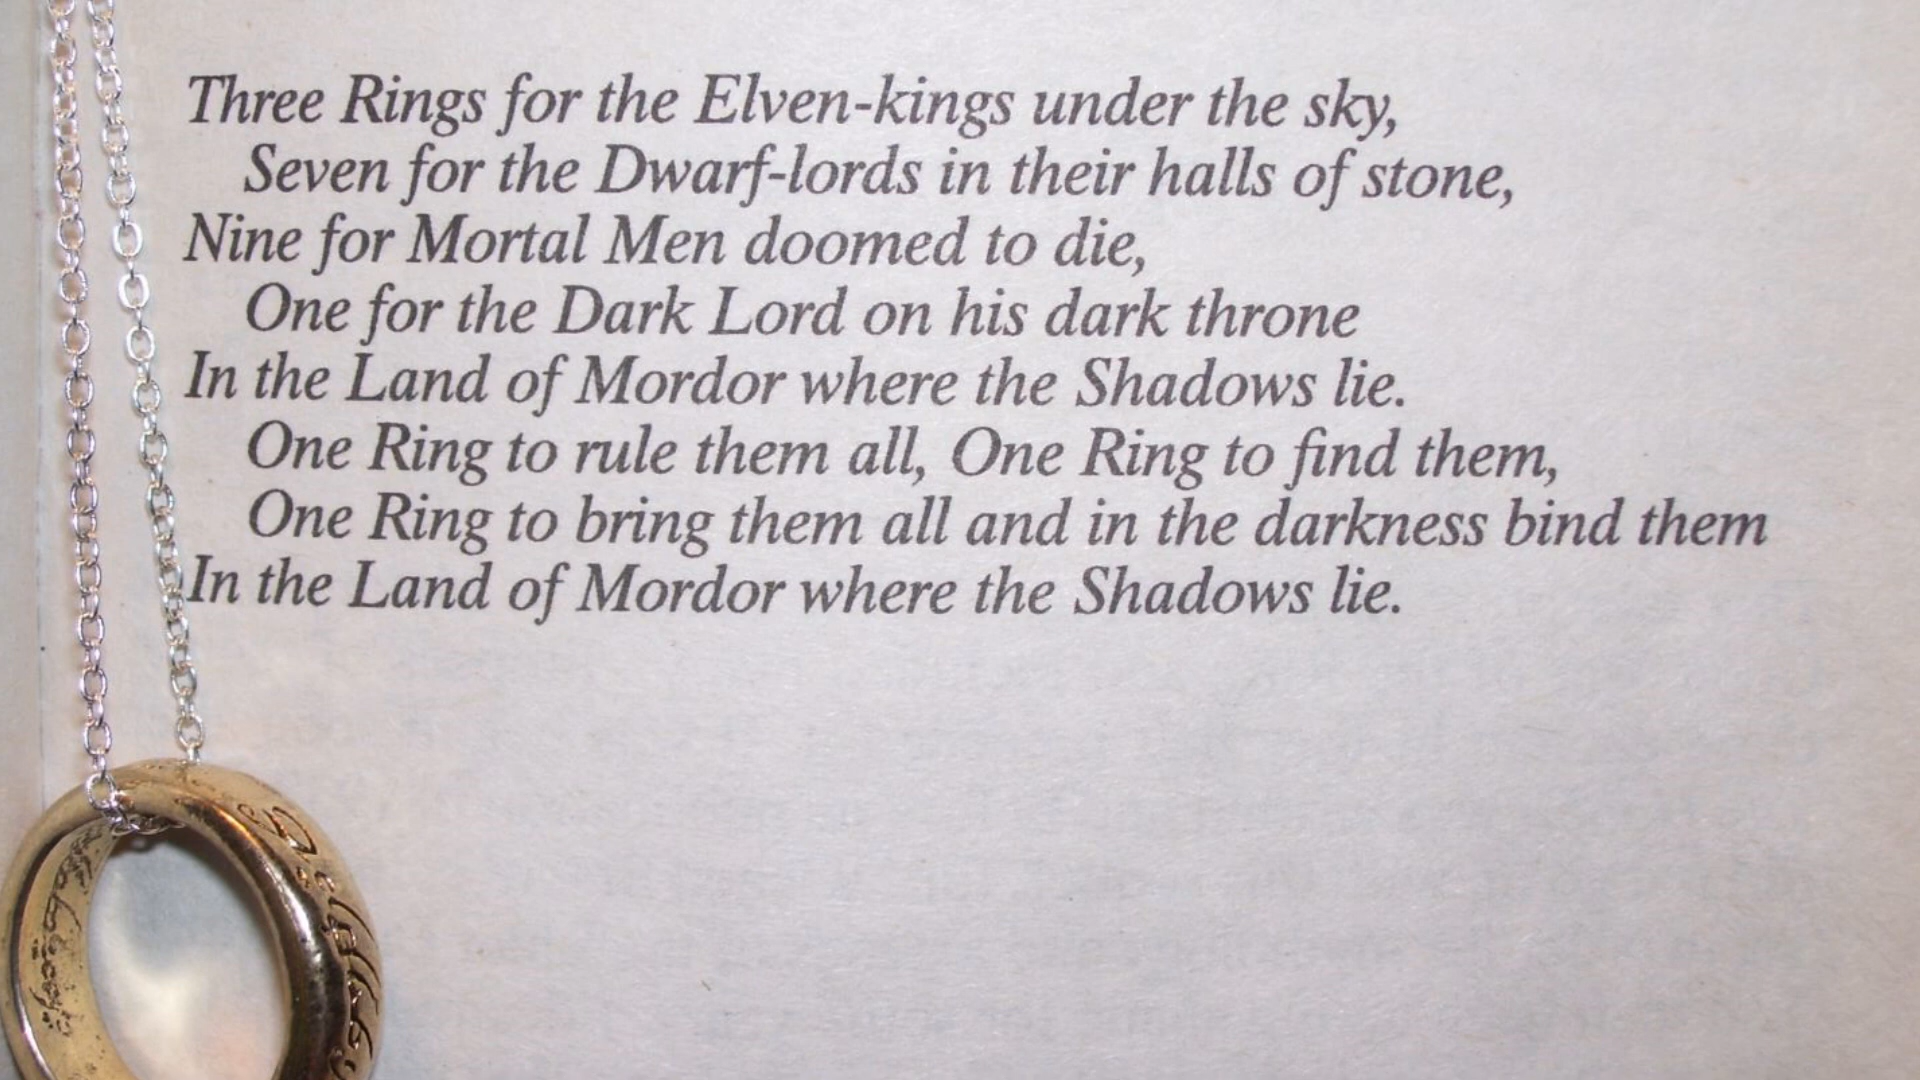 Three Rings for the Elven-kings under the sky,
Seven for the Dwarf-lords in their halls of stone,
Nine for Mortal Men doomed to die,
One for the Dark Lord on his dark throne
In the Land of Mordor where the Shadows lie.
One Ring to rule them all, One Ring to find them,
One Ring to bring them all and in the darkness bind them
In the Land of Mordor where the Shadows lie.